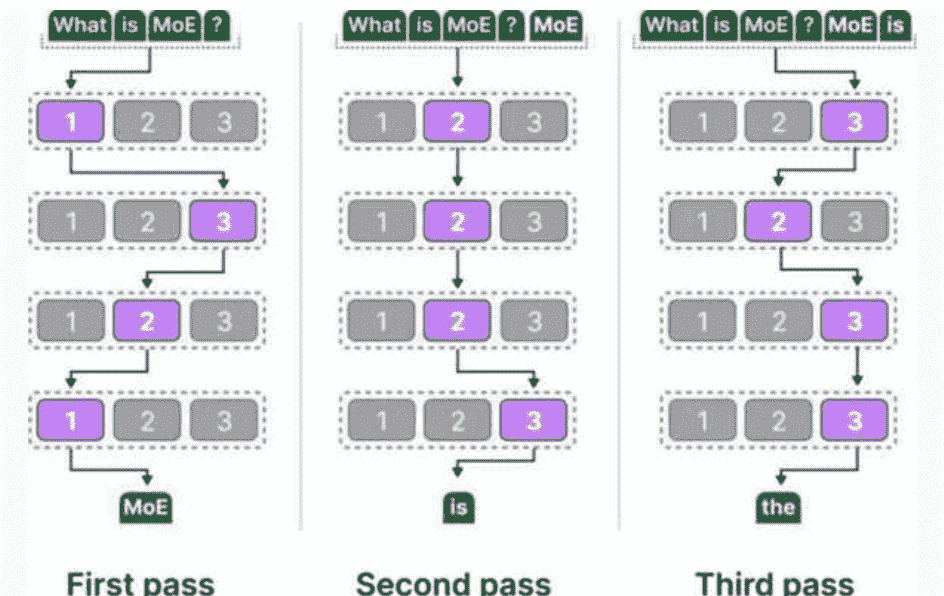 What is MoE ? What is MoE ? MoE What is MoE ? MoE is
1 2 3 1 2 3 1 2 3
1 2 3 1 2 3 1 2 3
1 2 3 1 2 3 1 2 3
1 2 3 1 2 3 1 2 3
MoE is the
First pass Second pass Third pass